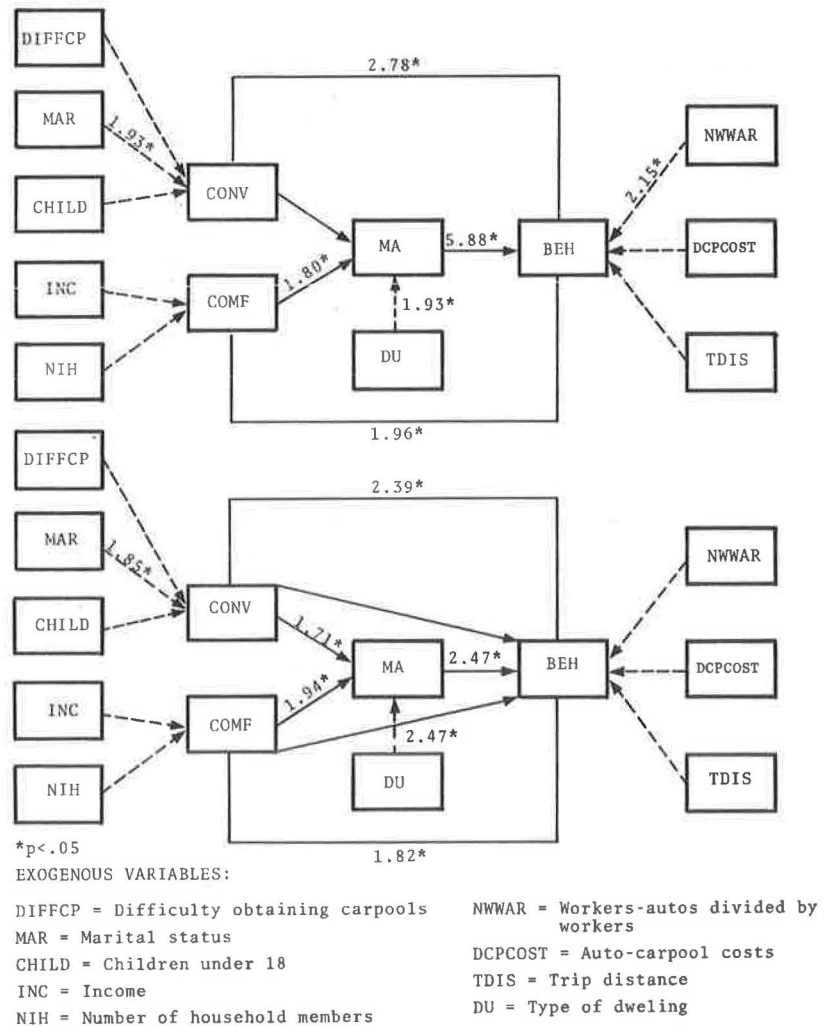 DIFFCP
2.78*
MAR
1.93*
NWWAR
2.15*
CONV
CHILD
MA
5.88*
BEH
DCPCOST
INC
COMF
1.80*
1.93*
NIH
DU
TDIS
1.96*
DIFFCP
2.39*
MAR
1.85*
NWWAR
CONV
CHILD
1.71*
MA
2.47*
BEH
DCPCOST
INC
COMF
1.94*
2.47*
NIH
DU
TDIS
*p<.05
1.82*
EXOGENOUS VARIABLES:
DIFFCP = Difficulty obtaining carpools
MAR = Marital status
CHILD = Children under 18
INC = Income
NIH = Number of household members
NWWAR = Workers-autos divided by
workers
DCPCOST = Auto-carpool costs
TDIS = Trip distance
DU = Type of dweling